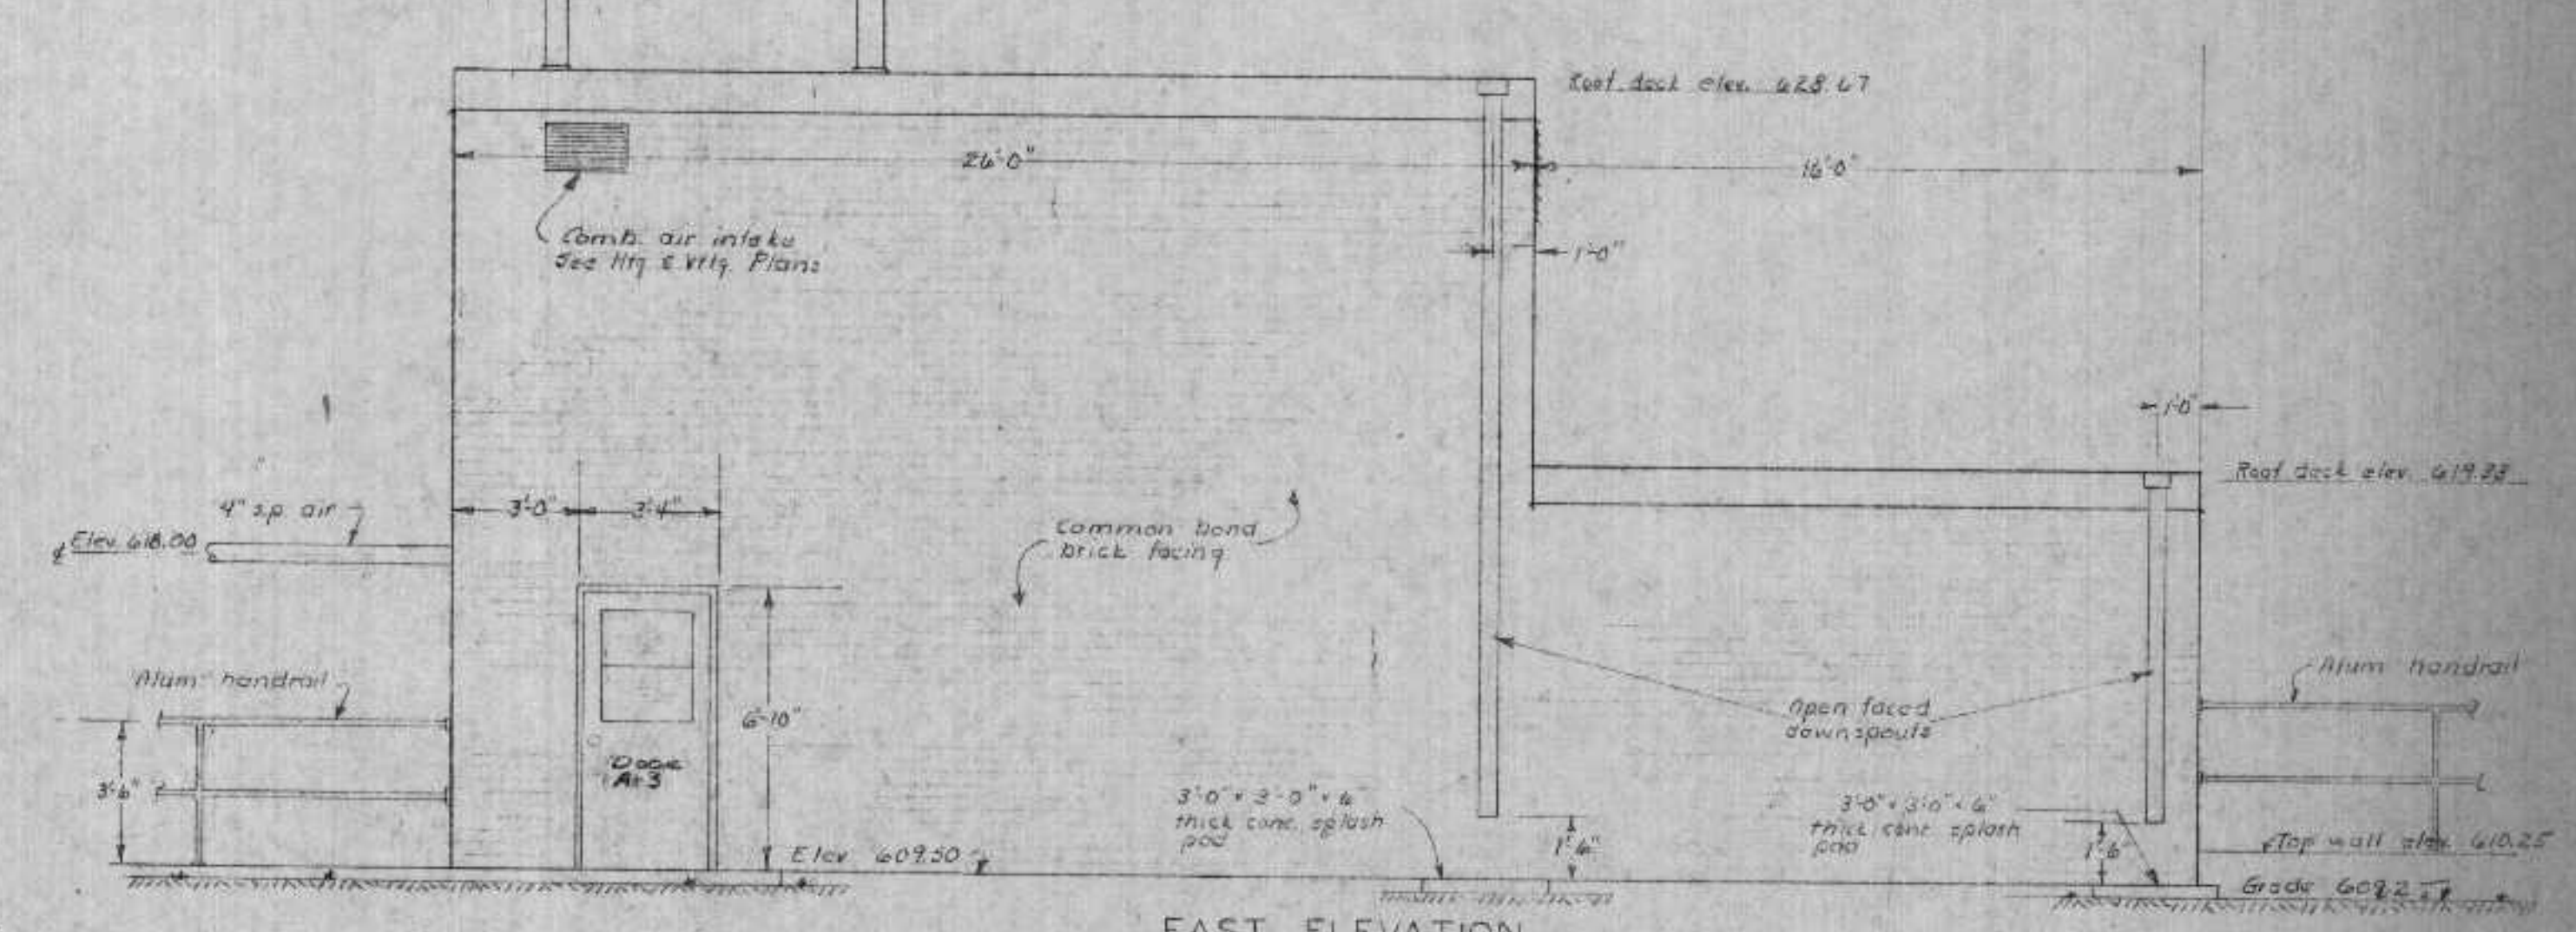 Roof deck elev. 628.67
26'-0"
16'-0"
Comb. air intake
See Htg & Vtlg. Plans
1'-0"
1'-0"
Roof deck elev. 619.33
3'-0"
3'-4"
4" s.p. air
Elev 618.00
Common bond
brick facing
Alum handrail
Alum handrail
6'-10"
Open faced
downspouts
Door
3'-6"
3'-0" x 3'-0" x 6"
thick conc. splash
pad
3'-0" x 3'-0" x 6"
thick conc splash
pad
1'-6"
1'-6"
Top wall elev. 610.25
Elev 609.50
Grade 609.2
EAST ELEVATION